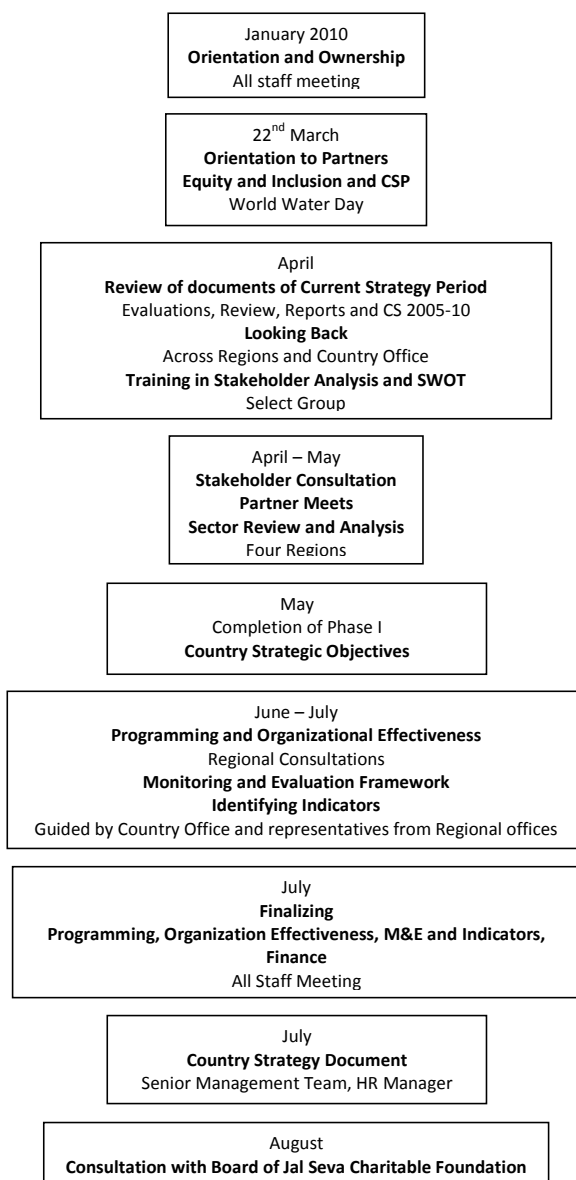 January 2010
Orientation and Ownership
All staff meeting
22nd March
Orientation to Partners
Equity and Inclusion and CSP
World Water Day
April
Review of documents of Current Strategy Period
Evaluations, Review, Reports and CS 2005-10
Looking Back
Across Regions and Country Office
Training in Stakeholder Analysis and SWOT
Select Group
April – May
Stakeholder Consultation
Partner Meets
Sector Review and Analysis
Four Regions
May
Completion of Phase I
Country Strategic Objectives
June – July
Programming and Organizational Effectiveness
Regional Consultations
Monitoring and Evaluation Framework
Identifying Indicators
Guided by Country Office and representatives from Regional offices
July
Finalizing
Programming, Organization Effectiveness, M&E and Indicators,
Finance
All Staff Meeting
July
Country Strategy Document
Senior Management Team, HR Manager
August
Consultation with Board of Jal Seva Charitable Foundation